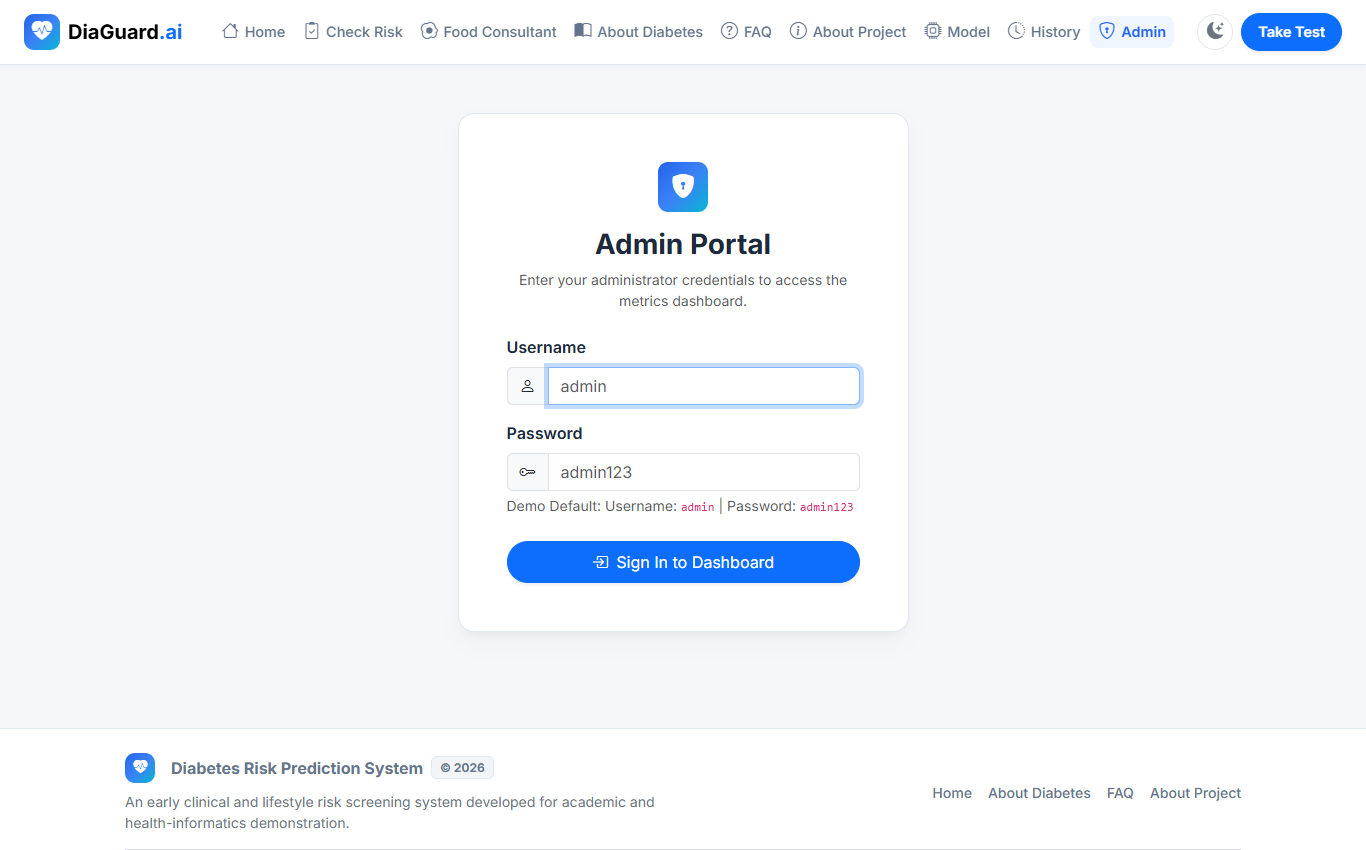 DiaGuard.ai Home Check Risk Food Consultant About Diabetes FAQ About Project Model History Admin Take Test
Admin Portal
Enter your administrator credentials to access the
metrics dashboard.
Username
admin
Password
admin123
Demo Default: Username: admin | Password: admin123
Sign In to Dashboard
Diabetes Risk Prediction System © 2026
An early clinical and lifestyle risk screening system developed for academic and
health-informatics demonstration.
Home About Diabetes FAQ About Project